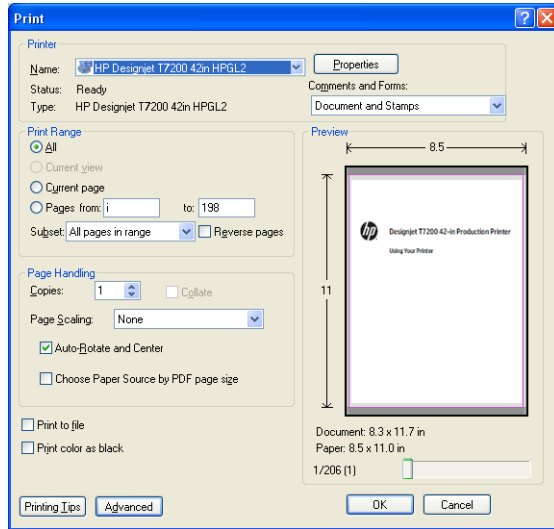 Print
Printer
Name: HP Designjet T7200 42in HPGL2
Properties
Status: Ready
Comments and Forms:
Type: HP Designjet T7200 42in HPGL2
Document and Stamps
Print Range
All
Current view
Current page
Pages from: i to: 198
Subset: All pages in range
Reverse pages
Page Handling
Copies: 1
Collate
Page Scaling: None
Auto-Rotate and Center
Choose Paper Source by PDF page size
Print to file
Print color as black
Printing Tips
Advanced
Preview
8.5
11
hp
Designjet T7200 42-in Production Printer
Using Your Printer
Document: 8.3 x 11.7 in
Paper: 8.5 x 11.0 in
1/206 (1)
OK
Cancel